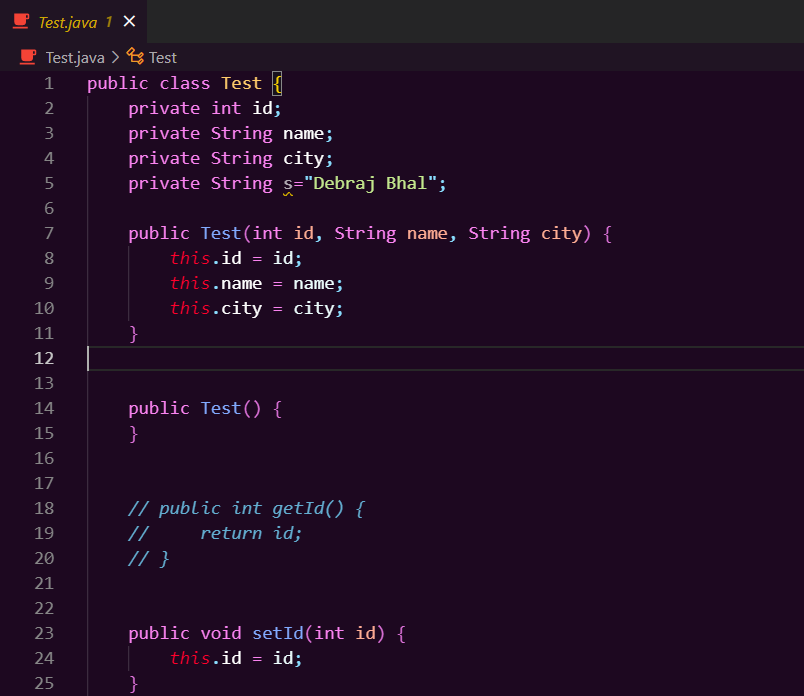 Test.java 1 ×
Test.java > Test
1 public class Test {
2     private int id;
3     private String name;
4     private String city;
5     private String s="Debraj Bhal";
6
7     public Test(int id, String name, String city) {
8         this.id = id;
9         this.name = name;
10         this.city = city;
11     }
12
13
14     public Test() {
15     }
16
17
18     // public int getId() {
19     //     return id;
20     // }
21
22
23     public void setId(int id) {
24         this.id = id;
25     }